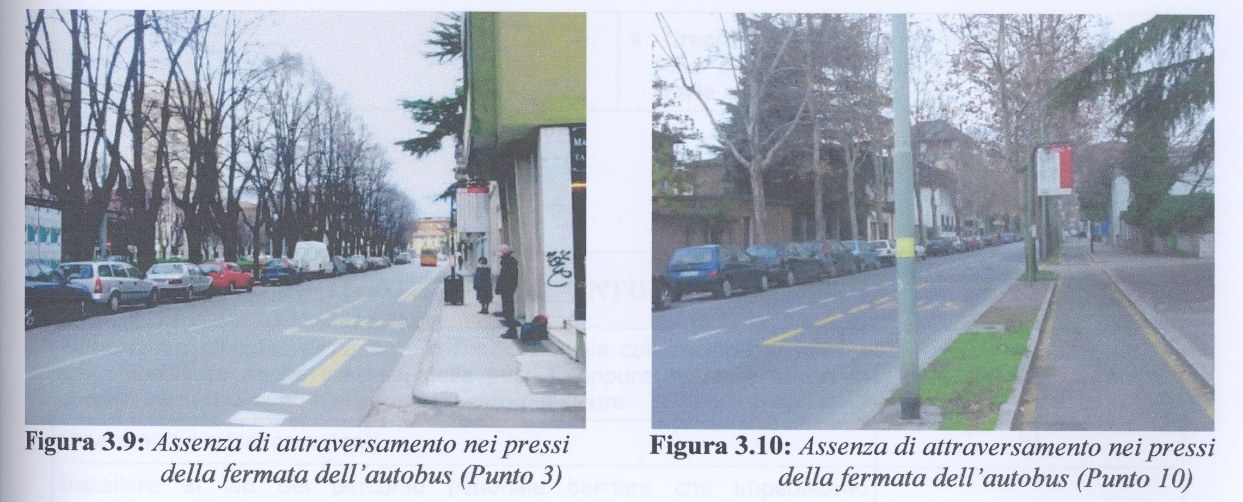 BUS
Figura 3.9: Assenza di attraversamento nei pressi
della fermata dell'autobus (Punto 3)
BUS
Figura 3.10: Assenza di attraversamento nei pressi
della fermata dell'autobus (Punto 10)